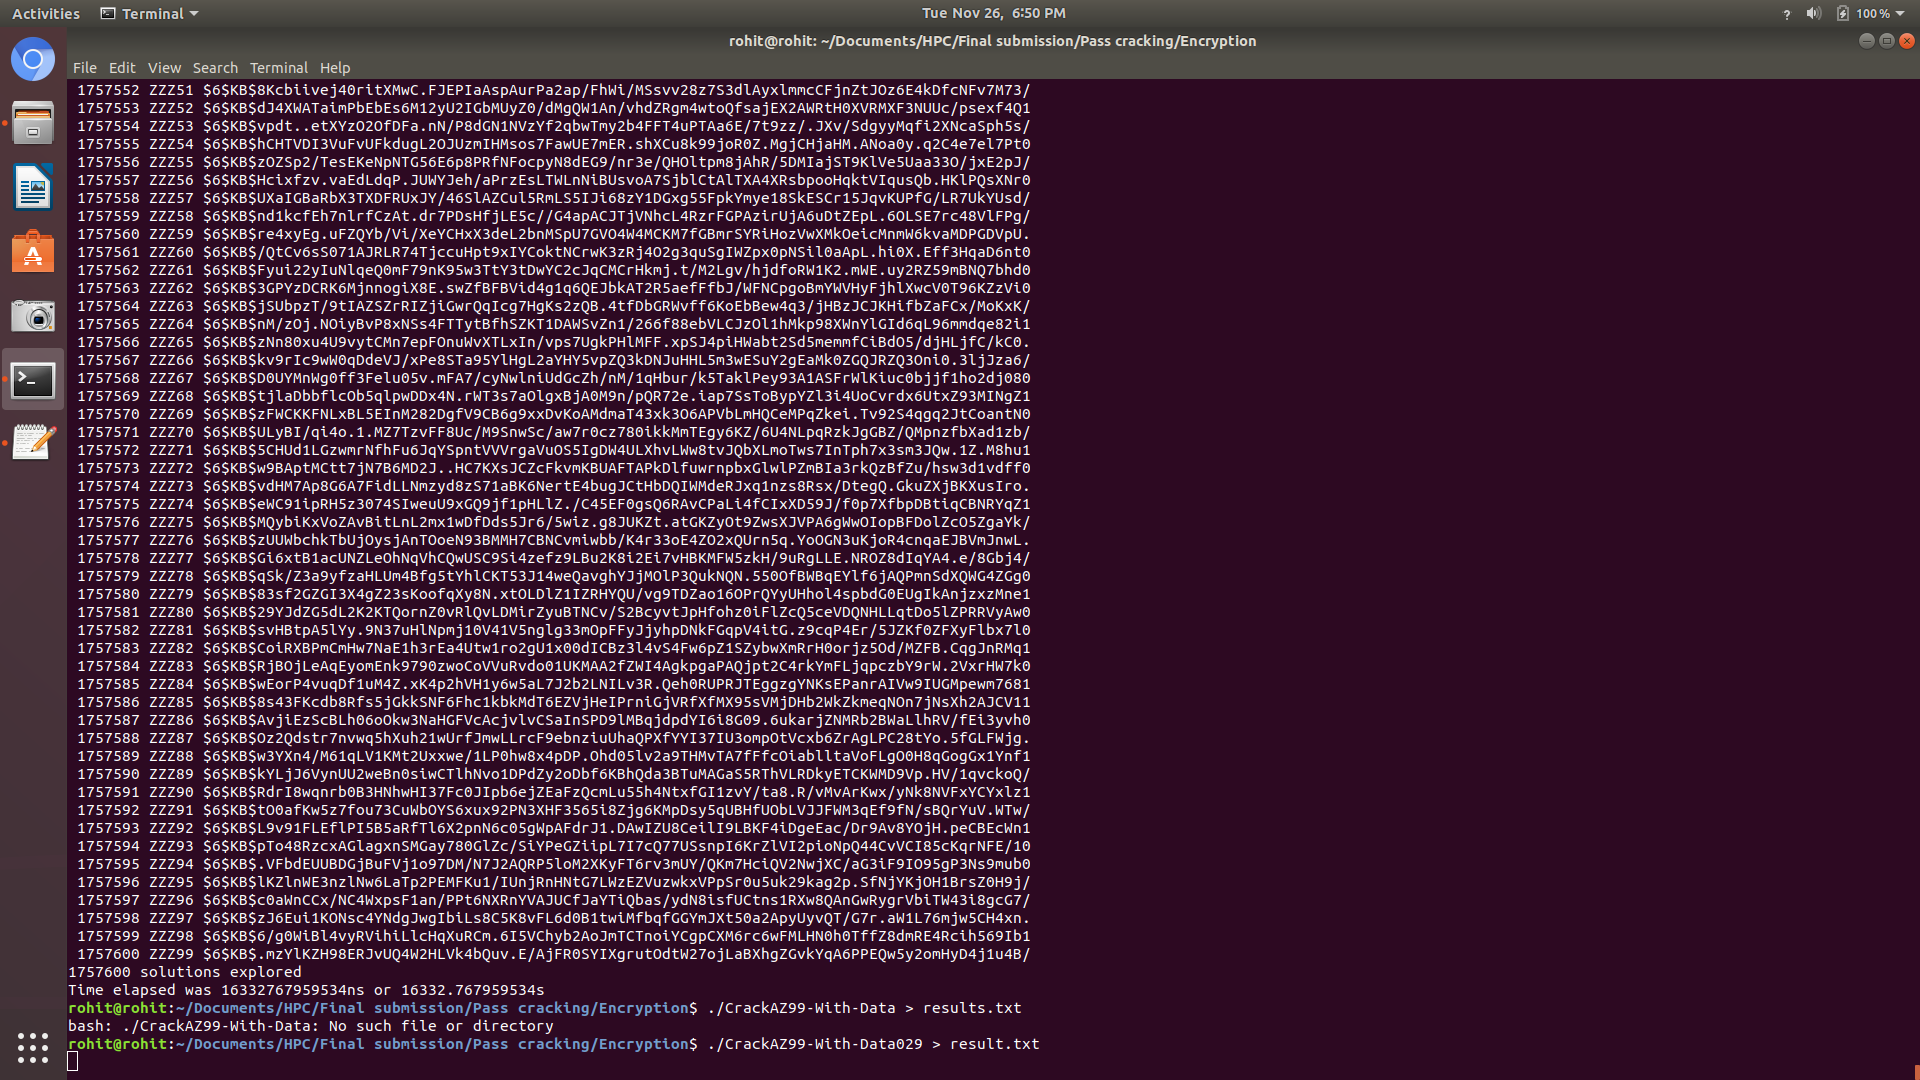 Activities Terminal Tue Nov 26, 6:50 PM ? 100 %
rohit@rohit: ~/Documents/HPC/Final submission/Pass cracking/Encryption
File Edit View Search Terminal Help
1757552 ZZZ51 $6$KB$8Kcbiivej40ritXMwC.FJEPIaAspAurPa2ap/FhWi/MSsvv28z7S3dlAyxlmmcCFjnZtJOz6E4kDfcNFv7M73/
1757553 ZZZ52 $6$KB$dJ4XWATaimPbEbEs6M12yU2IGbMUyZ0/dMgQW1An/vhdZRgm4wtoQfsajEX2AWRtH0XVRMXF3NUUc/psexf4Q1
1757554 ZZZ53 $6$KB$vpdt..etXYzO2OfDFa.nN/P8dGN1NVzYf2qbwTmy2b4FFT4uPTAa6E/7t9zz/.JXv/SdgyyMqfi2XNcaSph5s/
1757555 ZZZ54 $6$KB$hCHTVDI3VuFvUFkdugL2OJUzmIHMsos7FawUE7mER.shXCu8k99joR0Z.MgjCHjaHM.ANoa0y.q2C4e7el7Pt0
1757556 ZZZ55 $6$KB$zOZSp2/TesEKeNpNTG56E6p8PRfNFocpyN8dEG9/nr3e/QHOltpm8jAhR/5DMIajST9KlVe5Uaa33O/jxE2pJ/
1757557 ZZZ56 $6$KB$Hcixfzv.vaEdLdqP.JUWYJeh/aPrzEsLTWLnNiBUsvoA7SjblCtAlTXA4XRsbpooHqktVIqusQb.HKlPQsXNr0
1757558 ZZZ57 $6$KB$UXaIGBaRbX3TXDFRUxJY/46SlAZCul5RmLS5IJi68zY1DGxg55FpkYmye18SkESCr15JqvKUPfG/LR7UkYUsd/
1757559 ZZZ58 $6$KB$nd1kcfEh7nlrfCzAt.dr7PDsHfjLE5c//G4apACJTjVNhcL4RzrFGPAzirUjA6uDtZEpL.6OLSE7rc48VlFPg/
1757560 ZZZ59 $6$KB$re4xyEg.uFZQYb/Vi/XeYCHxX3deL2bnMSpU7GVO4W4MCKM7fGBmrSYRiHozVwXMkOeicMnmW6kvaMDPGDVpU.
1757561 ZZZ60 $6$KB$/QtCv6sS071AJRLR74TjccuHpt9xIYCoktNCrwK3zRj4O2g3quSgIWZpx0pNSil0aApL.hi0X.Eff3HqaD6nt0
1757562 ZZZ61 $6$KB$Fyui22yIuNlqeQ0mF79nK95w3TtY3tDwYC2cJqCMCrHkmj.t/M2Lgv/hjdfoRW1K2.mWE.uy2RZ59mBNQ7bhd0
1757563 ZZZ62 $6$KB$3GPYzDCRK6MjnnogiX8E.swZfBFBVid4g1q6QEJbkAT2R5aefFfbJ/WFNCpgoBmYWVHyFjhlXwcV0T96KZzVi0
1757564 ZZZ63 $6$KB$jSUbpzT/9tIAZSZrRIZjiGwrQqIcg7HgKs2zQB.4tfDbGRWvff6KoEbBew4q3/jHBzJCJKHifbZaFCx/MoKxK/
1757565 ZZZ64 $6$KB$nM/zOj.NOiyBvP8xNSs4FTTytBfhSZKT1DAWSvZn1/266f88ebVLCJzOl1hMkp98XWnYlGId6qL96mmdqe82i1
1757566 ZZZ65 $6$KB$zNn80xu4U9vytCMn7epFOnuWvXTLxIn/vps7UgkPHlMFF.xpSJ4piHWabt2Sd5memmfCiBdO5/djHLjfC/kC0.
1757567 ZZZ66 $6$KB$kv9rIc9wW0qDdeVJ/xPe8STa95YlHgL2aYHY5vpZQ3kDNJuHHL5m3wESuY2gEaMk0ZGQJRZQ3Oni0.3ljJza6/
1757568 ZZZ67 $6$KB$D0UYMnWg0ff3Felu05v.mFA7/cyNwlniUdGcZh/nM/1qHbur/k5TaklPey93A1ASFrWlKiuc0bjjf1ho2dj080
1757569 ZZZ68 $6$KB$tjlaDbbflcOb5qlpwDDx4N.rWT3s7aOlgxBjA0M9n/pQR72e.iap7SsToBypYZl3i4UoCvrdx6UtxZ93MINgZ1
1757570 ZZZ69 $6$KB$zFWCKKFNLxBL5EInM282DgfV9CB6g9xxDvKoAMdmaT43xk3O6APVbLmHQCeMPqZkei.Tv92S4qgq2JtCoantN0
1757571 ZZZ70 $6$KB$ULyBI/qi4o.1.MZ7TzvFF8Uc/M9SnwSc/aw7r0cz780ikkMmTEgy6KZ/6U4NLpqRzkJgGBZ/QMpnzfbXad1zb/
1757572 ZZZ71 $6$KB$5CHUd1LGzwmrNfhFu6JqYSpntVVVrgaVuOS5IgDW4ULXhvLWw8tvJQbXLmoTws7InTph7x3sm3JQw.1Z.M8hu1
1757573 ZZZ72 $6$KB$w9BAptMCtt7jN7B6MD2J..HC7KXsJCZcFkvmKBUAFTAPkDlfuwrnpbxGlwlPZmBIa3rkQzBfZu/hsw3d1vdff0
1757574 ZZZ73 $6$KB$vdHM7Ap8G6A7FidLLNmzyd8zS71aBK6NertE4bugJCtHbDQIWMdeRJxq1nzs8Rsx/DtegQ.GkuZXjBKXusIro.
1757575 ZZZ74 $6$KB$eWC91ipRH5z3074SIweuU9xGQ9jf1pHLlZ./C45EF0gsQ6RAvCPaLi4fCIxXD59J/f0p7XfbpDBtiqCBNRYqZ1
1757576 ZZZ75 $6$KB$MQybiKxVoZAvBitLnL2mx1wDfDds5Jr6/5wiz.g8JUKZt.atGKZyOt9ZwsXJVPA6gWwOIopBFDolZcO5ZgaYk/
1757577 ZZZ76 $6$KB$zUUWbchkTbUjOysjAnTOoeN93BMMH7CBNCvmiwbb/K4r33oE4ZO2xQUrn5q.YoOGN3uKjoR4cnqaEJBVmJnwL.
1757578 ZZZ77 $6$KB$Gi6xtB1acUNZLeOhNqVhCQwUSC9Si4zefz9LBu2K8i2Ei7vHBKMFW5zkH/9uRgLLE.NROZ8dIqYA4.e/8Gbj4/
1757579 ZZZ78 $6$KB$qSk/Z3a9yfzaHLUm4Bfg5tYhlCKT53J14weQavghYJjMOlP3QukNQN.550OfBWBqEYlf6jAQPmnSdXQWG4ZGg0
1757580 ZZZ79 $6$KB$83sf2GZGI3X4gZ23sKoofqXy8N.xtOLDlZ1IZRHYQU/vg9TDZao16OPrQYyUHhol4spbdG0EUgIkAnjzxzMne1
1757581 ZZZ80 $6$KB$29YJdZG5dL2K2KTQornZ0vRlQvLDMirZyuBTNCv/S2BcyvtJpHfohz0iFlZcQ5ceVDQNHLLqtDo5lZPRRVyAw0
1757582 ZZZ81 $6$KB$svHBtpA5lYy.9N37uHlNpmj10V41V5nglg33mOpFFyJjyhpDNkFGqpV4itG.z9cqP4Er/5JZKf0ZFXyFlbx7l0
1757583 ZZZ82 $6$KB$CoiRXBPmCmHw7NaE1h3rEa4Utw1ro2gU1x00dICBz3l4vS4Fw6pZ1SZybwXmRrH0orjz5Od/MZFB.CqgJnRMq1
1757584 ZZZ83 $6$KB$RjBOjLeAqEyomEnk9790zwoCoVVuRvdo01UKMAA2fZWI4AgkpgaPAQjpt2C4rkYmFLjqpczbY9rW.2VxrHW7k0
1757585 ZZZ84 $6$KB$wEorP4vuqDf1uM4Z.xK4p2hVH1y6w5aL7J2b2LNILv3R.Qeh0RUPRJTEggzgYNKsEPanrAIVw9IUGMpewm7681
1757586 ZZZ85 $6$KB$8s43FKcdb8Rfs5jGkkSNF6Fhc1kbkMdT6EZVjHeIPrniGjVRfXfMX95sVMjDHb2WkZkmeqNOn7jNsXh2AJCV11
1757587 ZZZ86 $6$KB$AvjiEzScBLh06oOkw3NaHGFVcAcjvlvCSaInSPD9lMBqjdpdYI6i8G09.6ukarjZNMRb2BWaLlhRV/fEi3yvh0
1757588 ZZZ87 $6$KB$Oz2Qdstr7nvwq5hXuh21wUrfJmwLLrcF9ebnziuUhaQPXfYYI37IU3ompOtVcxb6ZrAgLPC28tYo.5fGLFWjg.
1757589 ZZZ88 $6$KB$w3YXn4/M61qLV1KMt2Uxxwe/1LP0hw8x4pDP.Ohd05lv2a9THMvTA7fFfcOiablltaVoFLgO0H8qGogGx1Ynf1
1757590 ZZZ89 $6$KB$kYLjJ6VynUU2weBn0siwCTlhNvo1DPdZy2oDbf6KBhQda3BTuMAGaS5RThVLRDkyETCKWMD9Vp.HV/1qvckoQ/
1757591 ZZZ90 $6$KB$RdrI8wqnrb0B3HNhwHI37Fc0JIpb6ejZEaFzQcmLu55h4NtxfGI1zvY/ta8.R/vMvArKwx/yNk8NVFxYCYxlz1
1757592 ZZZ91 $6$KB$tO0afKw5z7fou73CuWbOYS6xux92PN3XHF3565i8Zjg6KMpDsy5qUBHfUObLVJJFWM3qEf9fN/sBQrYuV.WTw/
1757593 ZZZ92 $6$KB$L9v91FLEflPI5B5aRfTl6X2pnN6c05gWpAFdrJ1.DAwIZU8CeilI9LBKF4iDgeEac/Dr9Av8YOjH.peCBEcWn1
1757594 ZZZ93 $6$KB$pTo48RzcxAGlagxnSMGay780GlZc/SiYPeGZiipL7I7cQ77USsnpI6KrZlVI2pioNpQ44CvVCI85cKqrNFE/10
1757595 ZZZ94 $6$KB$.VFbdEUUBDGjBuFVj1o97DM/N7J2AQRP5loM2XKyFT6rv3mUY/QKm7HciQV2NwjXC/aG3iF9IO95gP3Ns9mub0
1757596 ZZZ95 $6$KB$lKZlnWE3nzlNw6LaTp2PEMFKu1/IUnjRnHNtG7LWzEZVuzwkxVPpSr0u5uk29kag2p.SfNjYKjOH1BrsZ0H9j/
1757597 ZZZ96 $6$KB$c0aWnCCx/NC4WxpsF1an/PPt6NXRnYVAJUCfJaYTiQbas/ydN8isfUCtns1RXw8QAnGwRygrVbiTW43i8gcG7/
1757598 ZZZ97 $6$KB$zJ6Eui1KONsc4YNdgJwgIbiLs8C5K8vFL6d0B1twiMfbqfGGYmJXt50a2ApyUyvQT/G7r.aW1L76mjw5CH4xn.
1757599 ZZZ98 $6$KB$6/g0WiBl4vyRVihiLlcHqXuRCm.6I5VChyb2AoJmTCTnoiYCgpCXM6rc6wFMLHN0h0TffZ8dmRE4Rcih569Ib1
1757600 ZZZ99 $6$KB$.mzYlKZH98ERJvUQ4W2HLVk4bQuv.E/AjFR0SYIXgrutOdtW27ojLaBXhgZGvkYqA6PPEQw5y2omHyD4j1u4B/
1757600 solutions explored
Time elapsed was 16332767959534ns or 16332.767959534s
rohit@rohit:~/Documents/HPC/Final submission/Pass cracking/Encryption$ ./CrackAZ99-With-Data > results.txt
bash: ./CrackAZ99-With-Data: No such file or directory
rohit@rohit:~/Documents/HPC/Final submission/Pass cracking/Encryption$ ./CrackAZ99-With-Data029 > result.txt